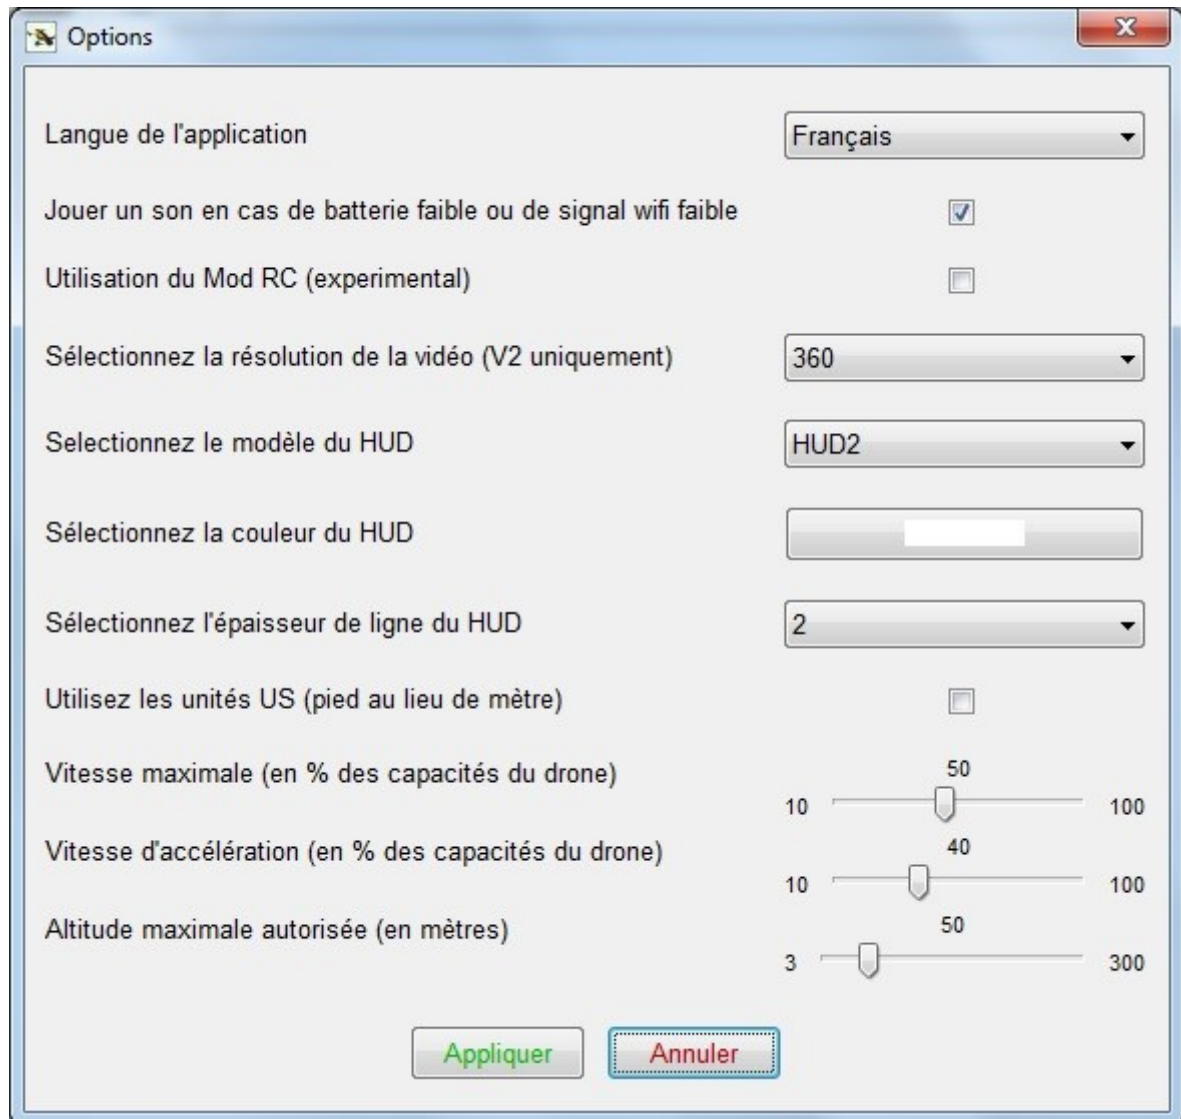 Options
Langue de l'application
Français
Jouer un son en cas de batterie faible ou de signal wifi faible
Utilisation du Mod RC (experimental)
Sélectionnez la résolution de la vidéo (V2 uniquement)
360
Selectionnez le modèle du HUD
HUD2
Sélectionnez la couleur du HUD
Sélectionnez l'épaisseur de ligne du HUD
2
Utilisez les unités US (pied au lieu de mètre)
Vitesse maximale (en % des capacités du drone)
50
10 100
Vitesse d'accélération (en % des capacités du drone)
40
10 100
Altitude maximale autorisée (en mètres)
50
3 300
Appliquer Annuler